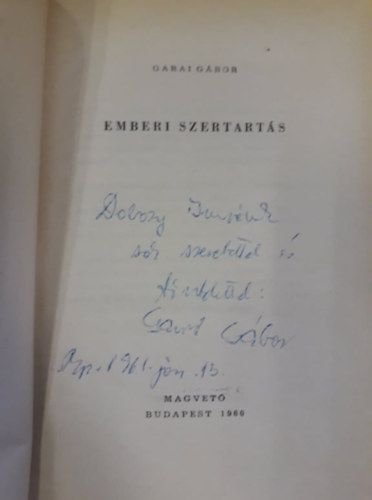 GARAI GÁBOR
EMBERI SZERTARTÁS
Dobozy Imrének
sok szeretettel és
tisztelettel:
Garai Gábor
Bp. 1961. jan. 13.
MAGVETŐ
BUDAPEST 1960